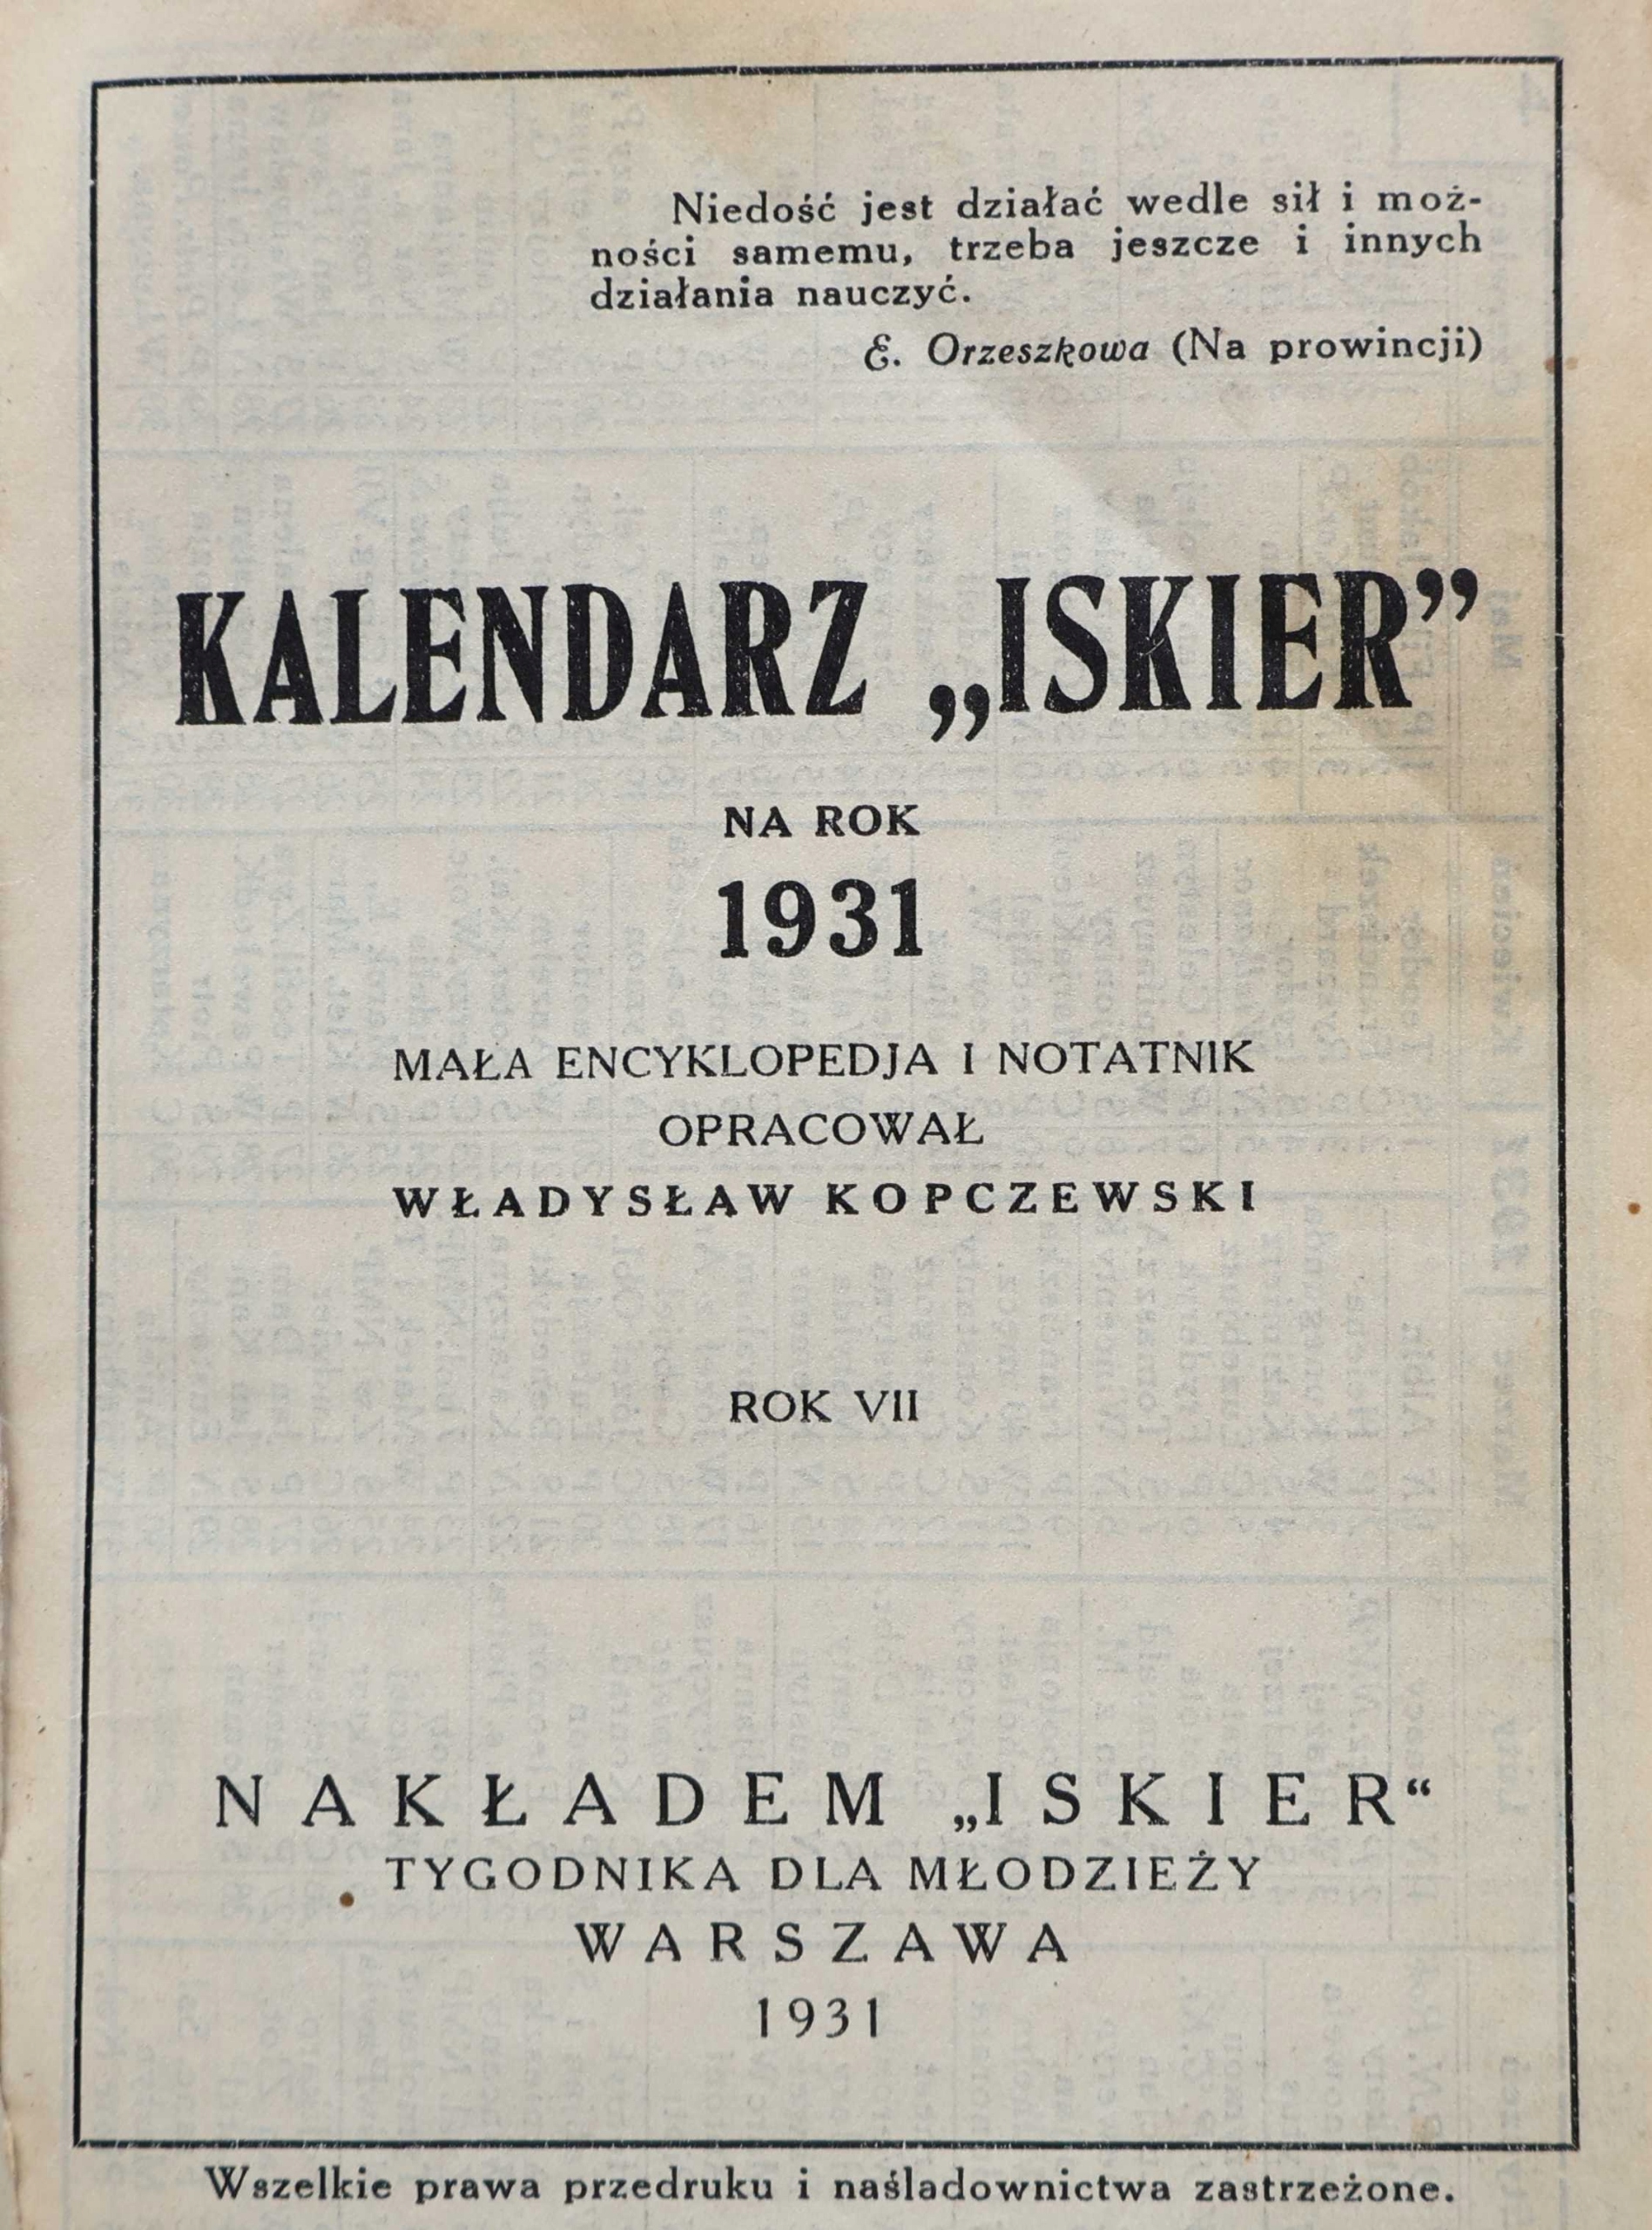 Niedość jest działać wedle sił i moż-
ności samemu, trzeba jeszcze i innych
działania nauczyć.
E. Orzeszkowa (Na prowincji)
KALENDARZ „ISKIER”
NA ROK
1931
MAŁA ENCYKLOPEDJA I NOTATNIK
OPRACOWAŁ
WŁADYSŁAW KOPCZEWSKI
ROK VII
NAKŁADEM „ISKIER“
TYGODNIKA DLA MŁODZIEŻY
WARSZAWA
1931
Wszelkie prawa przedruku i naśladownictwa zastrzeżone.